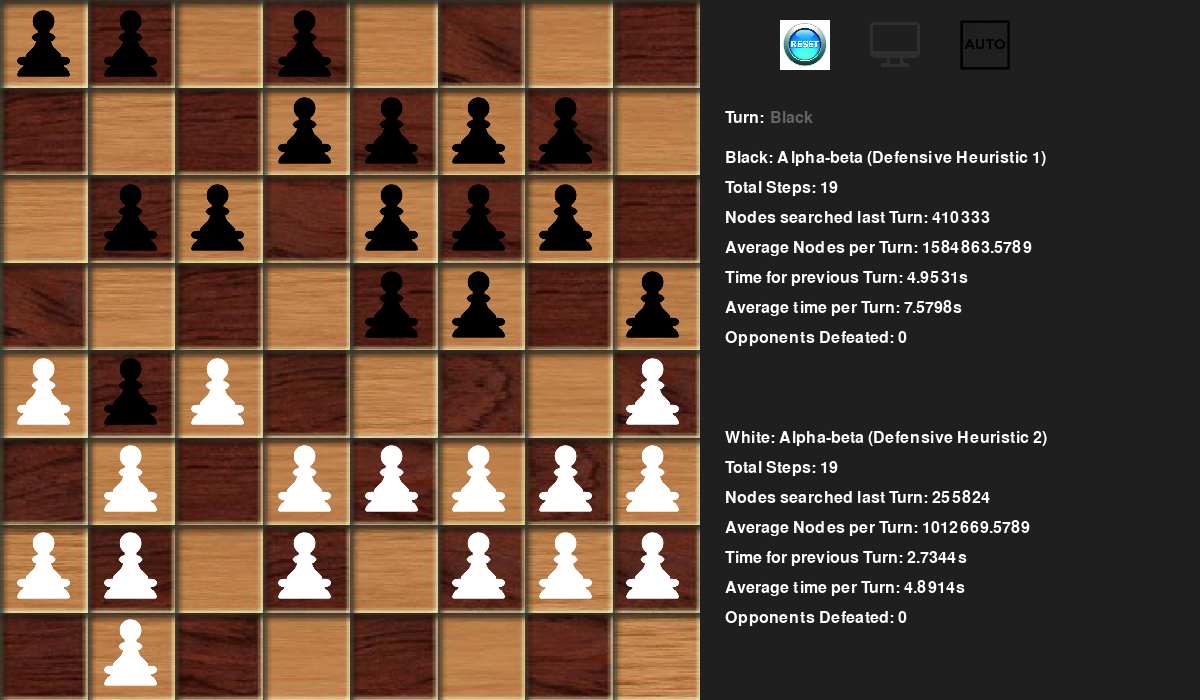 RESET
AUTO
Turn: Black
Black: Alpha-beta (Defensive Heuristic 1)
Total Steps: 19
Nodes searched last Turn: 410333
Average Nodes per Turn: 1584863.5789
Time for previous Turn: 4.9531s
Average time per Turn: 7.5798s
Opponents Defeated: 0
White: Alpha-beta (Defensive Heuristic 2)
Total Steps: 19
Nodes searched last Turn: 255824
Average Nodes per Turn: 1012669.5789
Time for previous Turn: 2.7344s
Average time per Turn: 4.8914s
Opponents Defeated: 0